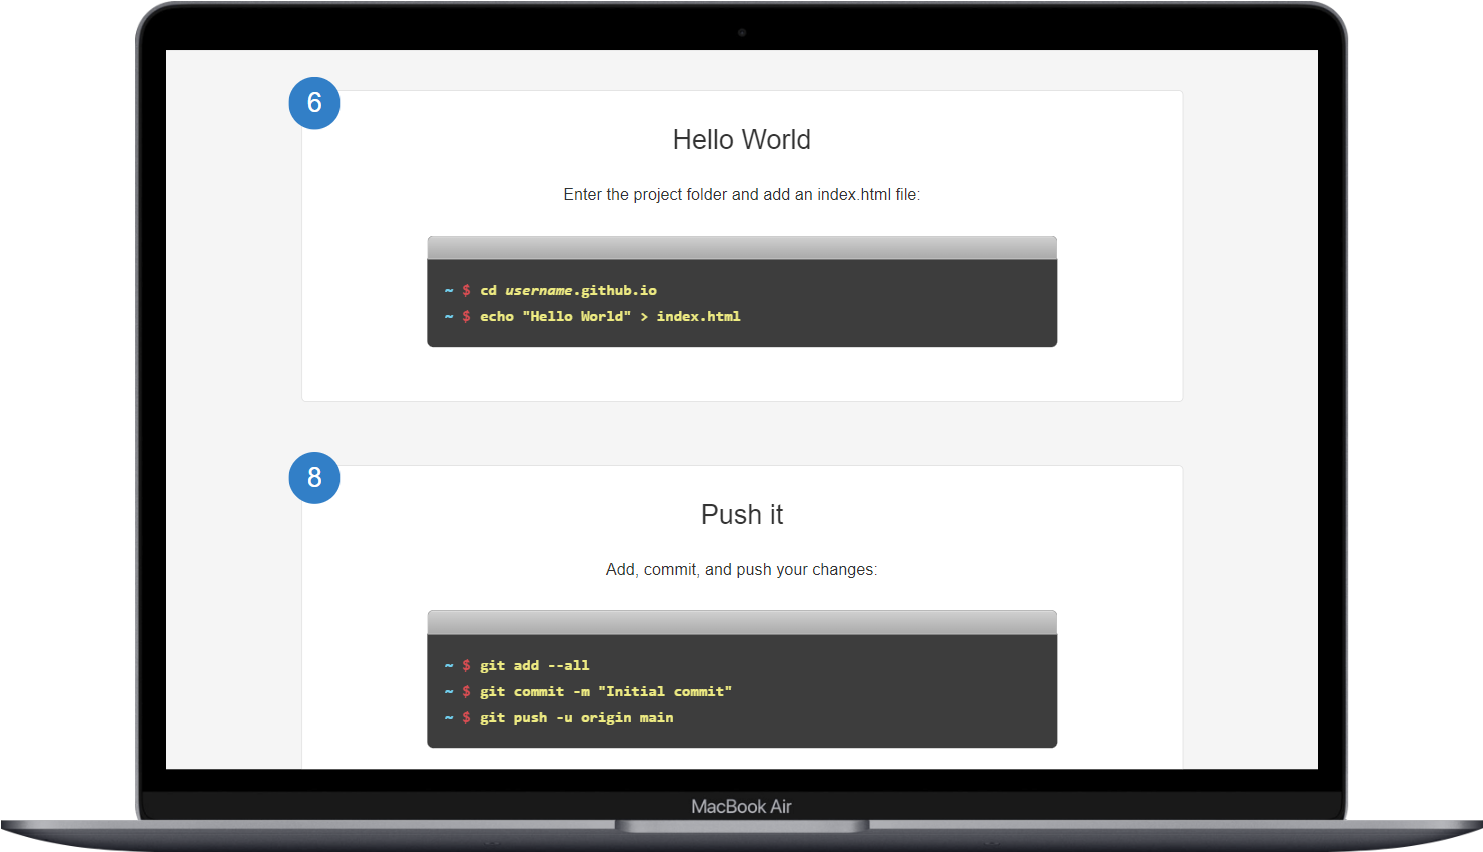 6
Hello World
Enter the project folder and add an index.html file:
~ $ cd username.github.io
~ $ echo "Hello World" > index.html
8
Push it
Add, commit, and push your changes:
~ $ git add --all
~ $ git commit -m "Initial commit"
~ $ git push -u origin main
MacBook Air